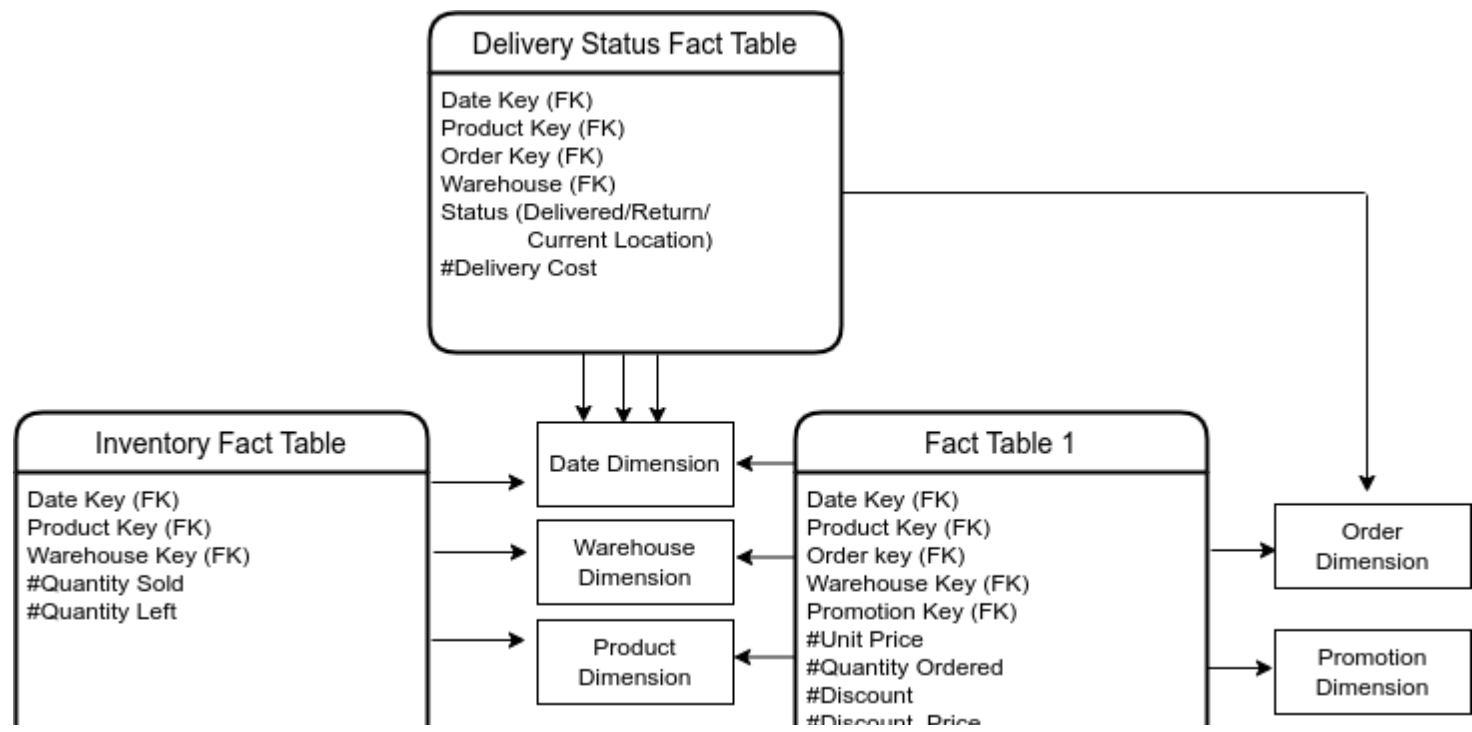 Delivery Status Fact Table
Date Key (FK)
Product Key (FK)
Order Key (FK)
Warehouse (FK)
Status (Delivered/Return/
Current Location)
#Delivery Cost
Inventory Fact Table
Date Key (FK)
Product Key (FK)
Warehouse Key (FK)
#Quantity Sold
#Quantity Left
Date Dimension
Warehouse
Dimension
Product
Dimension
Fact Table 1
Date Key (FK)
Product Key (FK)
Order key (FK)
Warehouse Key (FK)
Promotion Key (FK)
#Unit Price
#Quantity Ordered
#Discount
#Discount Price
Order
Dimension
Promotion
Dimension